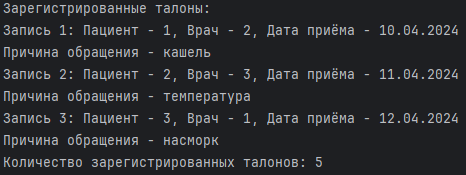 Зарегистрированные талоны:
Запись 1: Пациент - 1, Врач - 2, Дата приёма - 10.04.2024
Причина обращения - кашель
Запись 2: Пациент - 2, Врач - 3, Дата приёма - 11.04.2024
Причина обращения - температура
Запись 3: Пациент - 3, Врач - 1, Дата приёма - 12.04.2024
Причина обращения - насморк
Количество зарегистрированных талонов: 5